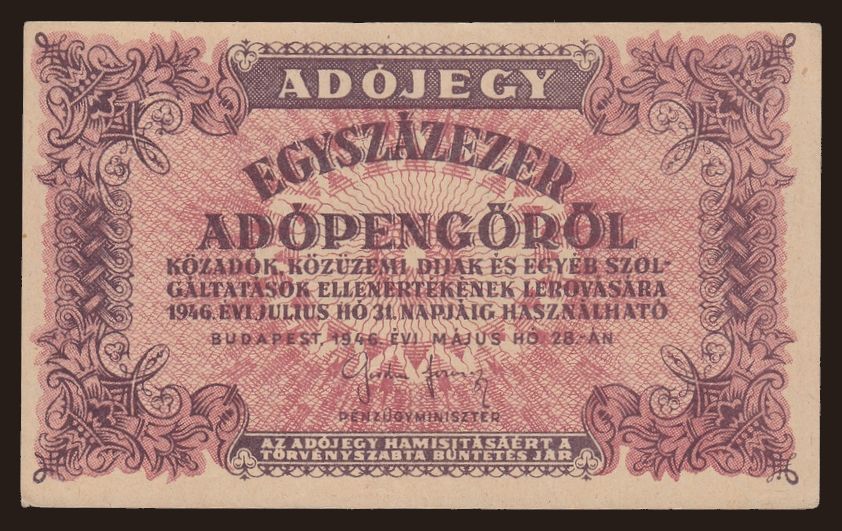 ADÓJEGY
EGYSZÁZEZER
ADÓPENGŐRŐL
KÖZADÓK, KÖZÜZEMI DIJAK ÉS EGYÉB SZOL-
GÁLTATÁSOK ELLENÉRTÉKÉNEK LEROVÁSÁRA
1946. ÉVI JULIUS HÓ 31. NAPJÁIG HASZNÁLHATÓ
BUDAPEST, 1946. ÉVI MÁJUS HÓ 28.-ÁN
PÉNZÜGYMINISZTER
AZ ADÓJEGY HAMISITÁSÁÉRT A
TÖRVÉNYSZABTA BÜNTETÉS JÁR